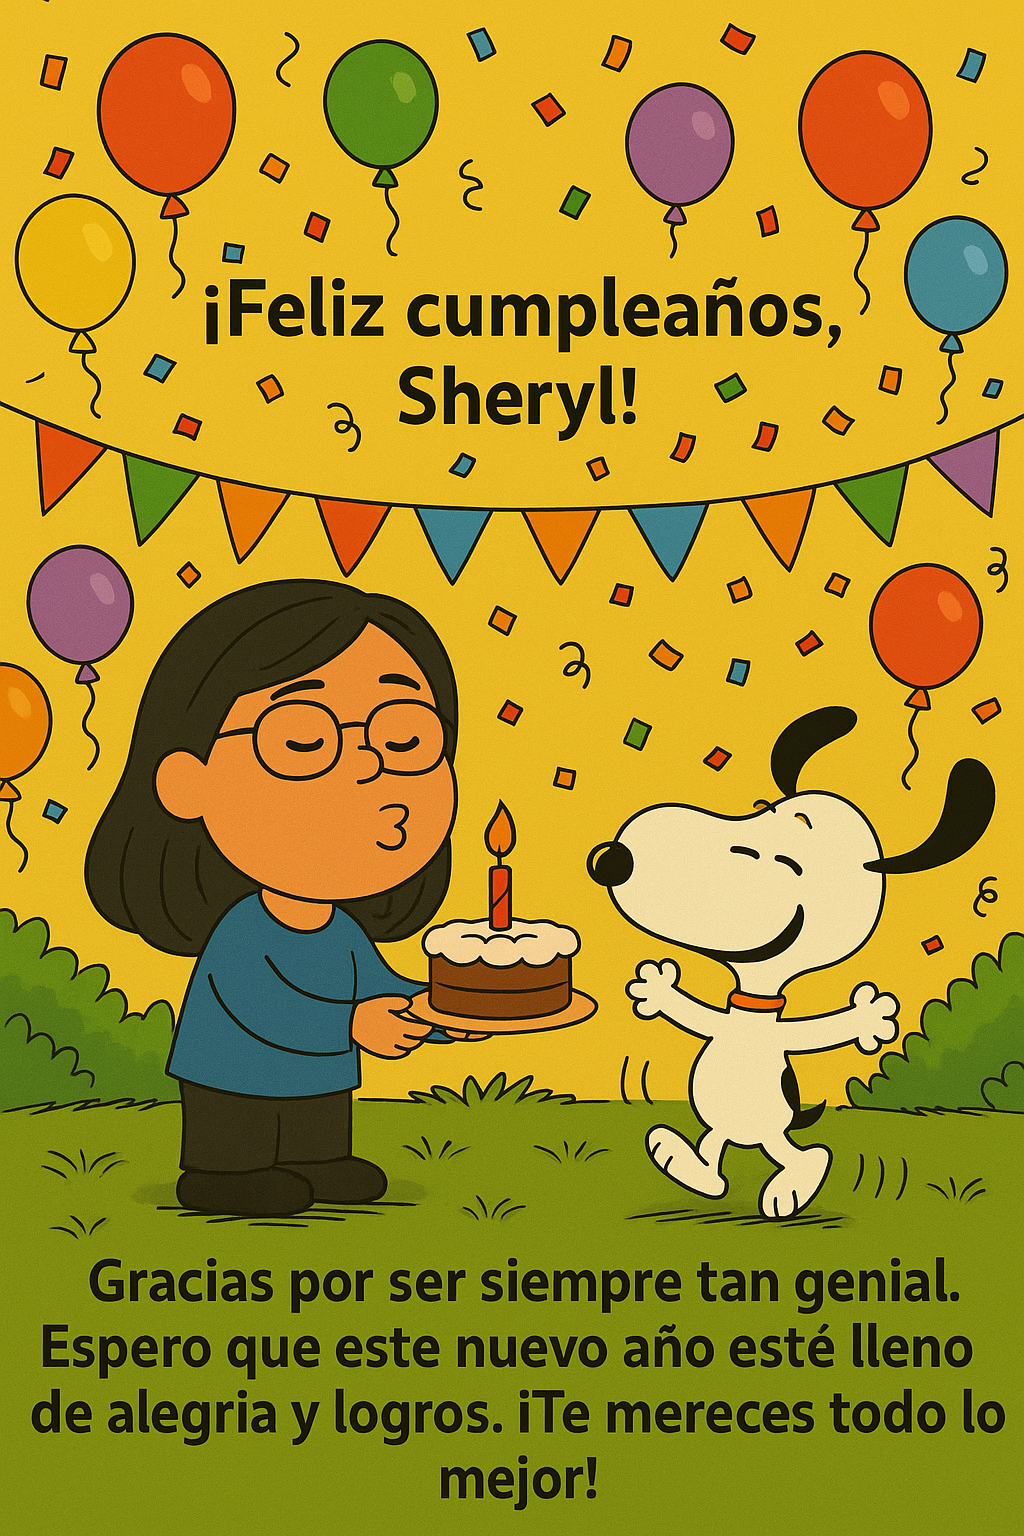 ¡Feliz cumpleaños,
Sheryl!
Gracias por ser siempre tan genial.
Espero que este nuevo año esté lleno
de alegria y logros. ¡Te mereces todo lo
mejor!